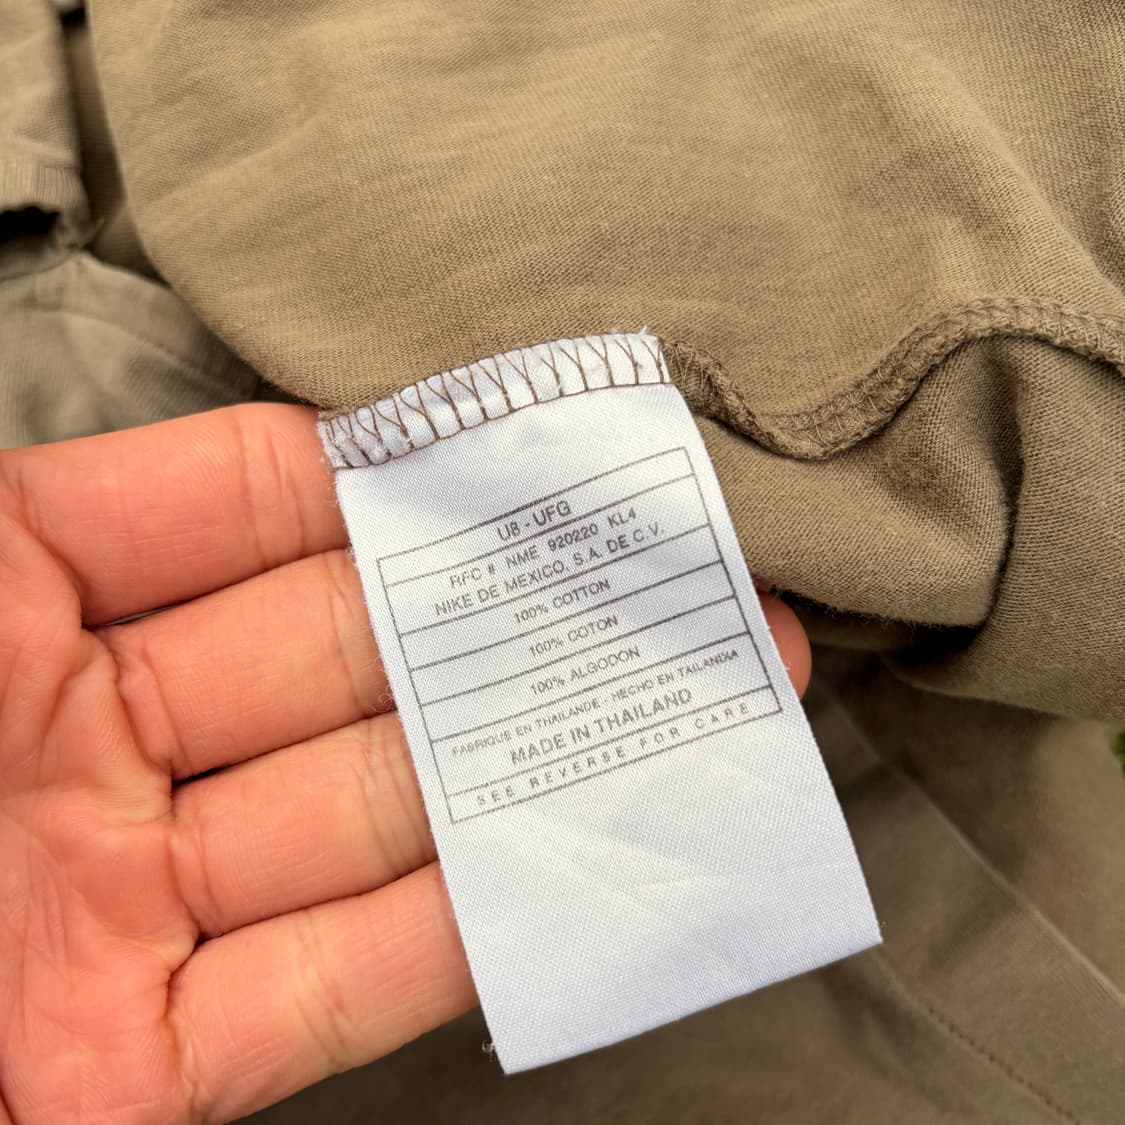 U8 - UFG
RFC # NME 920220 KL4
NIKE DE MEXICO, S.A. DE C.V.
100% COTTON
100% COTON
100% ALGODON
FABRIQUE EN THAILANDE - HECHO EN TAILANDIA
MADE IN THAILAND
SEE REVERSE FOR CARE